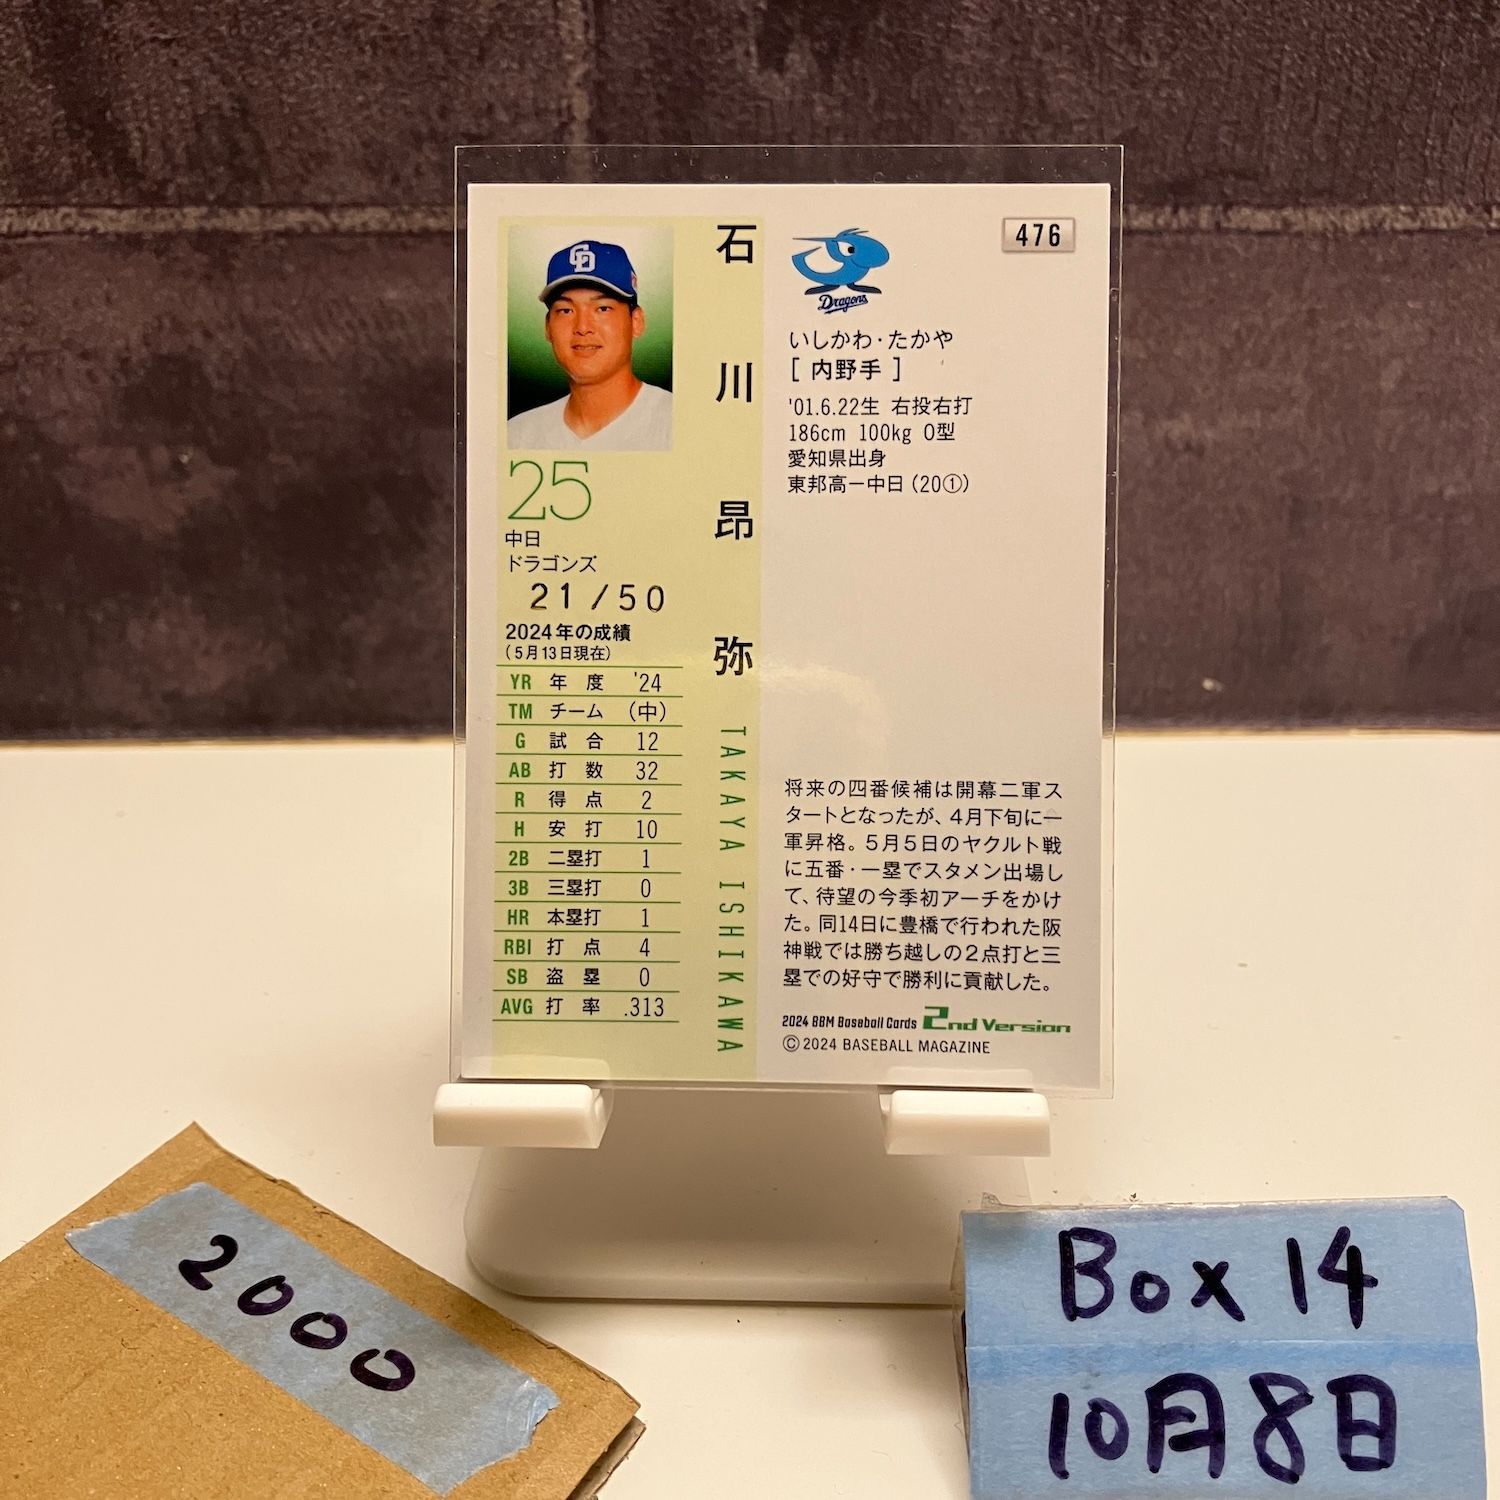 石川昂弥
TAKAYA ISHIKAWA
CD
25
中日
ドラゴンズ
21/50
2024年の成績
(5月13日現在)
YR 年度 '24
TM チーム (中)
G 試合 12
AB 打数 32
R 得点 2
H 安打 10
2B 二塁打 1
3B 三塁打 0
HR 本塁打 1
RBI 打点 4
SB 盗塁 0
AVG 打率 .313
Dragons
476
いしかわ・たかや
[ 内野手 ]
'01.6.22生 右投右打
186cm 100kg O型
愛知県出身
東邦高ー中日(20①)
将来の四番候補は開幕二軍ス
タートとなったが、4月下旬に一
軍昇格。5月5日のヤクルト戦
に五番・一塁でスタメン出場し
て、待望の今季初アーチをかけ
た。同14日に豊橋で行われた阪
神戦では勝ち越しの2点打と三
塁での好守で勝利に貢献した。
2024 BBM Baseball Cards 2nd Version
Ⓒ2024 BASEBALL MAGAZINE
2000
Box 14
10月8日